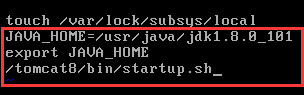 touch /var/lock/subsys/local
JAVA_HOME=/usr/java/jdk1.8.0_101
export JAVA_HOME
/tomcat8/bin/startup.sh_
~